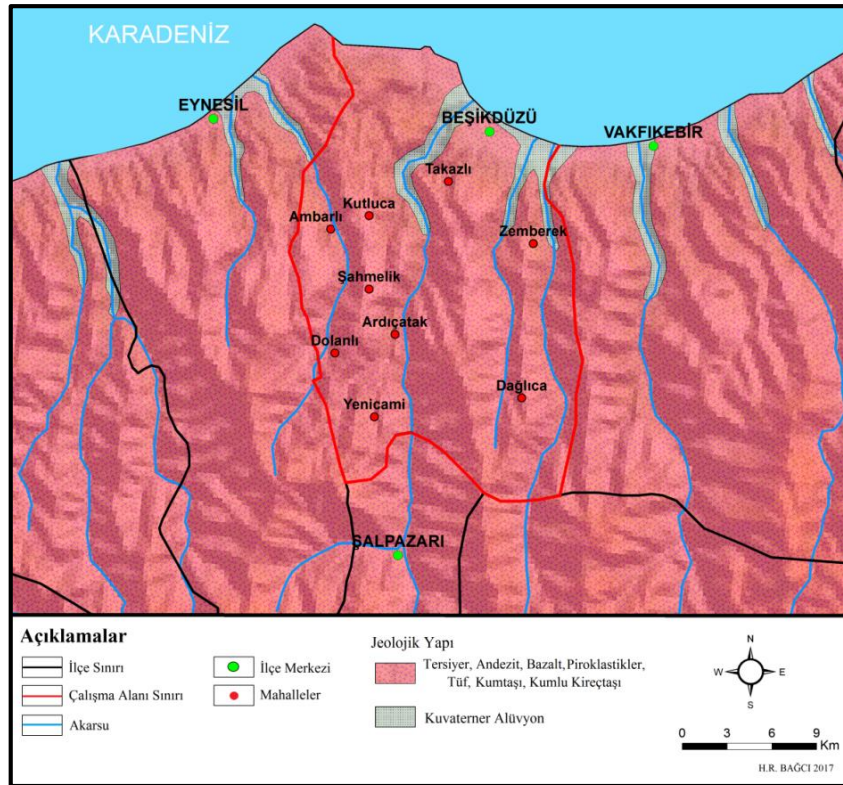 KARADENİZ
EYNESİL
BEŞİKDÜZÜ
VAKFIKEBİR
Takazlı
Kutluca
Ambarlı
Zemberek
Şahmelik
Ardıçatak
Dolanlı
Dağlıca
Yenicami
ŞALPAZARI
Açıklamalar
İlçe Sınırı
Çalışma Alanı Sınırı
Akarsu
İlçe Merkezi
Mahalleler
Jeolojik Yapı
Tersiyer, Andezit, Bazalt,Piroklastikler,
Tüf, Kumtaşı, Kumlu Kireçtaşı
Kuvaterner Alüvyon
N
W E
S
0 3 6 9
Km
H.R. BAĞCI 2017